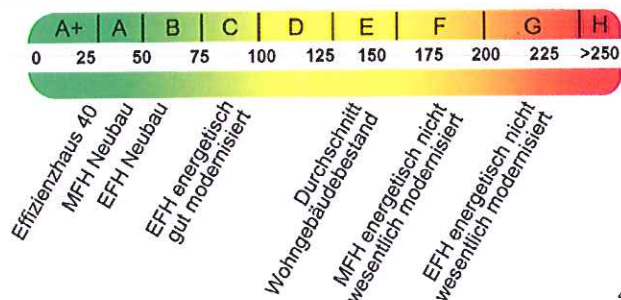 A+ A B C D E F G H
0 25 50 75 100 125 150 175 200 225 >250
Effizienzhaus 40
MFH Neubau
EFH Neubau
EFH energetisch
gut modernisiert
Durchschnitt
Wohngebäudebestand
MFH energetisch nicht
wesentlich modernisiert
EFH energetisch nicht
wesentlich modernisiert